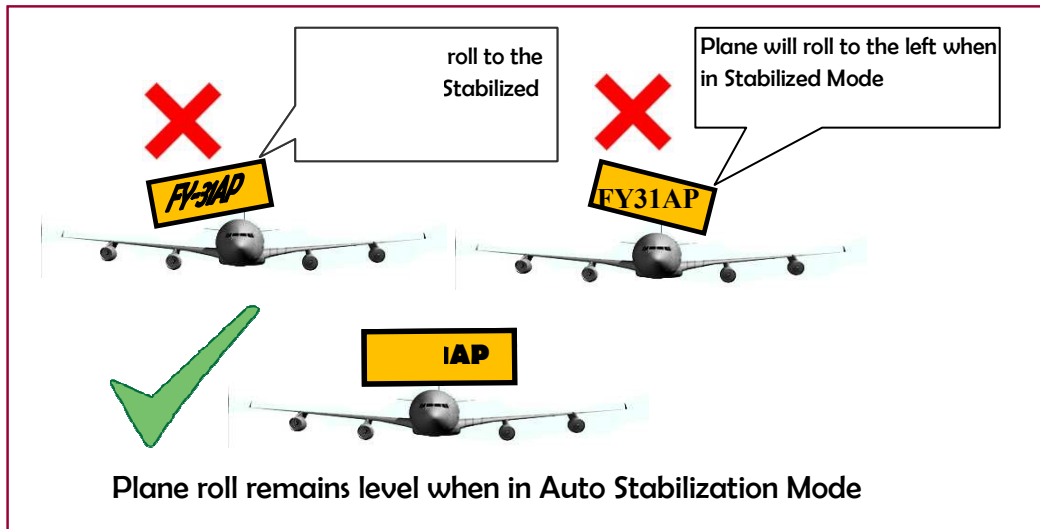 roll to the
Stabilized
Plane will roll to the left when
in Stabilized Mode
FY-31AP
FY31AP
AP
Plane roll remains level when in Auto Stabilization Mode